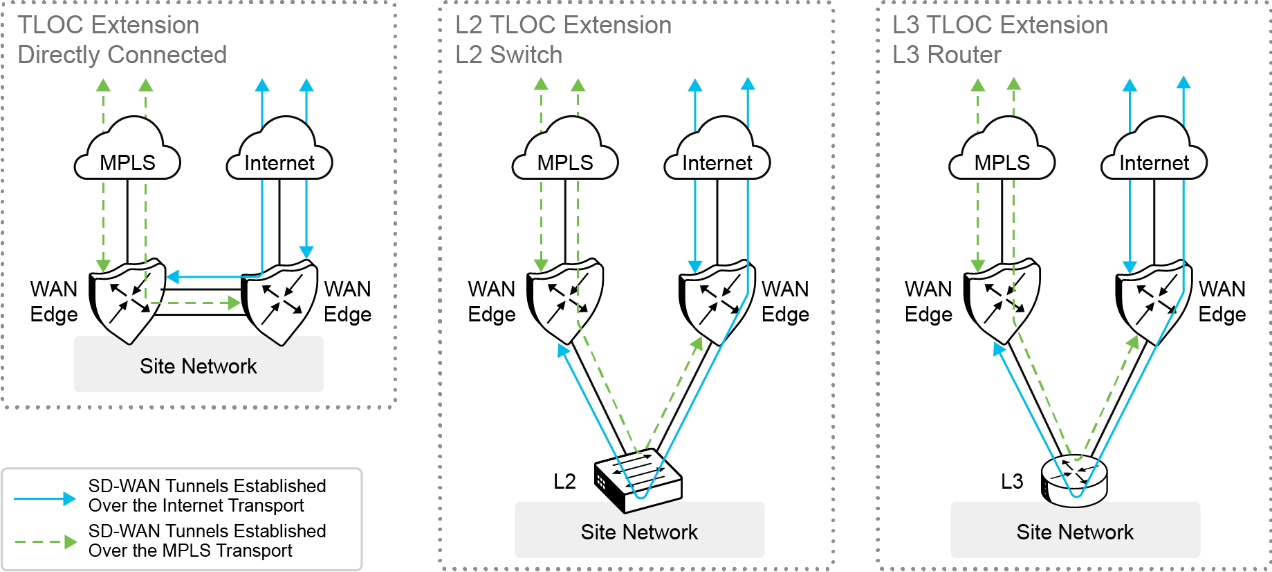 TLOC Extension
Directly Connected
MPLS
Internet
WAN
Edge
WAN
Edge
Site Network
L2 TLOC Extension
L2 Switch
MPLS
Internet
WAN
Edge
WAN
Edge
L2
Site Network
L3 TLOC Extension
L3 Router
MPLS
Internet
WAN
Edge
WAN
Edge
L3
Site Network
SD-WAN Tunnels Established
Over the Internet Transport
SD-WAN Tunnels Established
Over the MPLS Transport